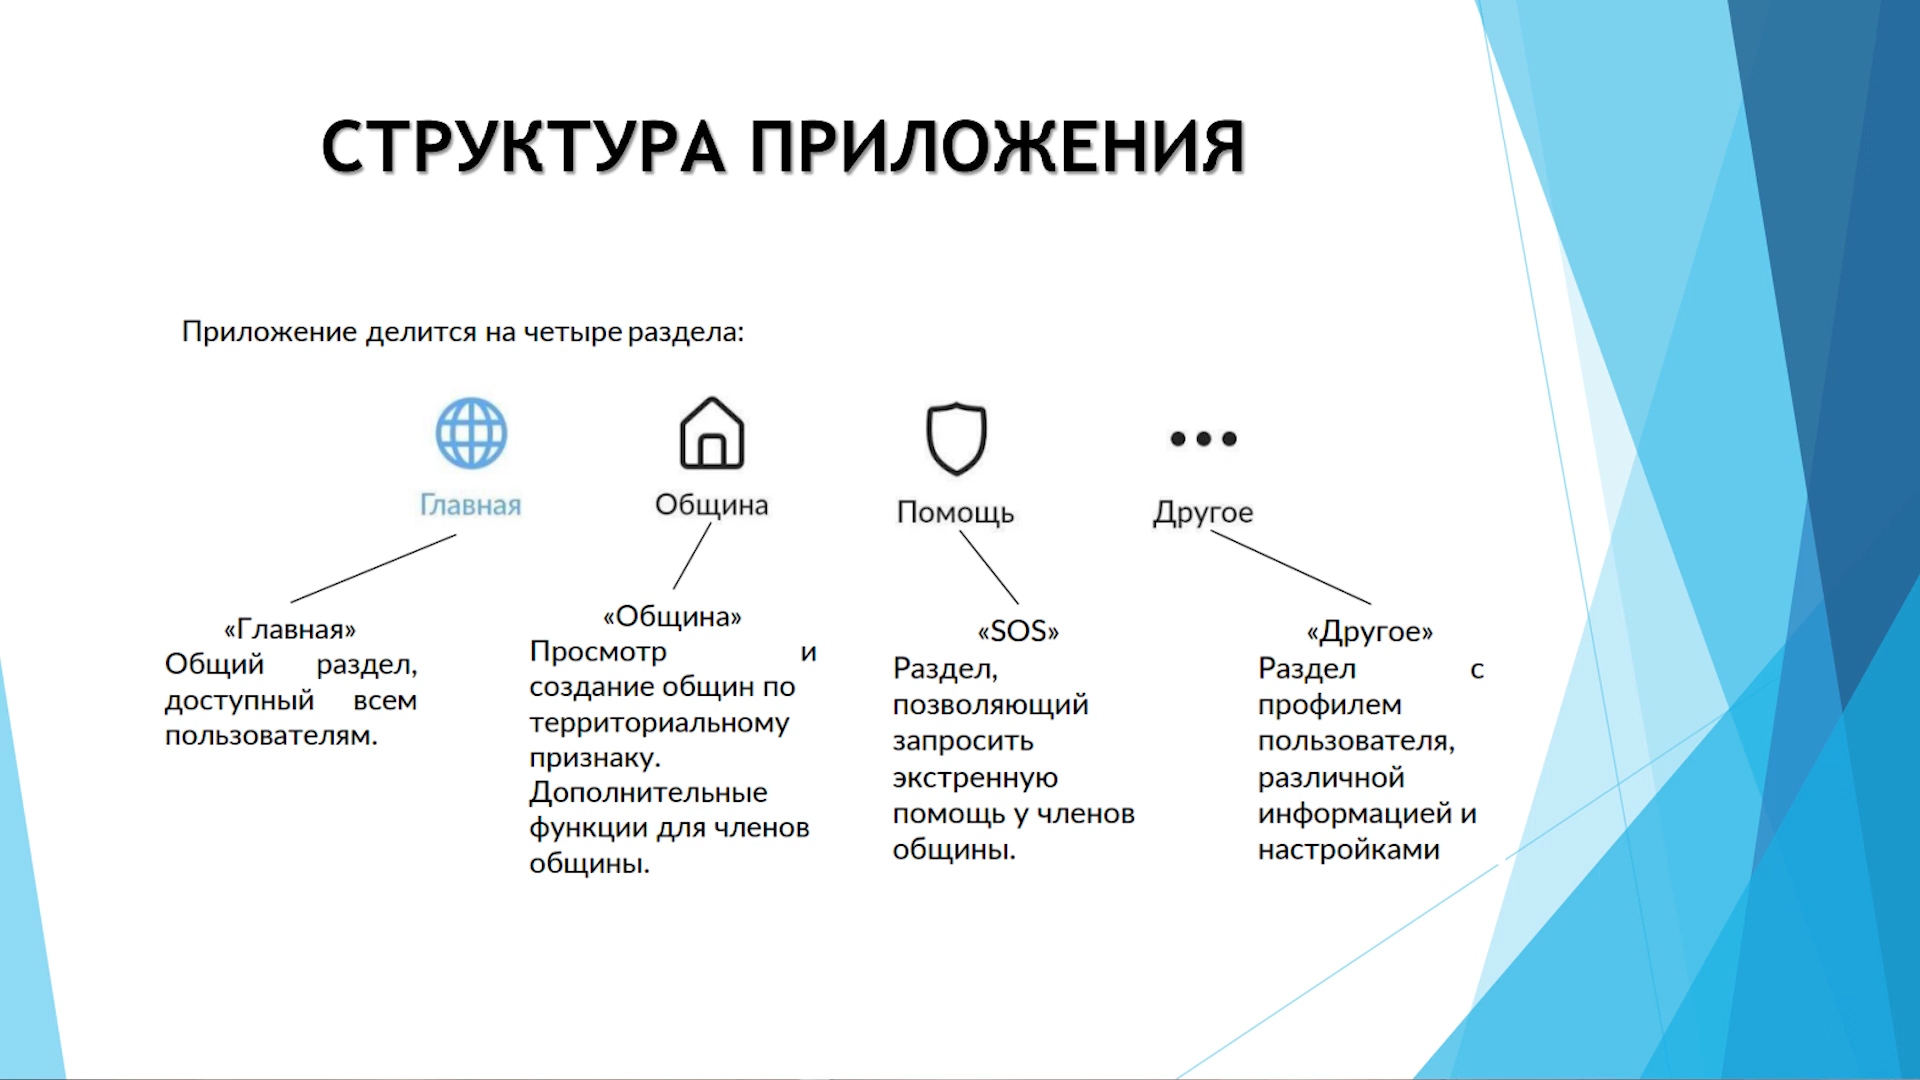 СТРУКТУРА ПРИЛОЖЕНИЯ
Приложение делится на четыре раздела:
Главная
Община
Помощь
Другое
«Главная»
Общий раздел,
доступный всем
пользователям.
«Община»
Просмотр и
создание общин по
территориальному
признаку.
Дополнительные
функции для членов
общины.
«SOS»
Раздел,
позволяющий
запросить
экстренную
помощь у членов
общины.
«Другое»
Раздел с
профилем
пользователя,
различной
информацией и
настройками